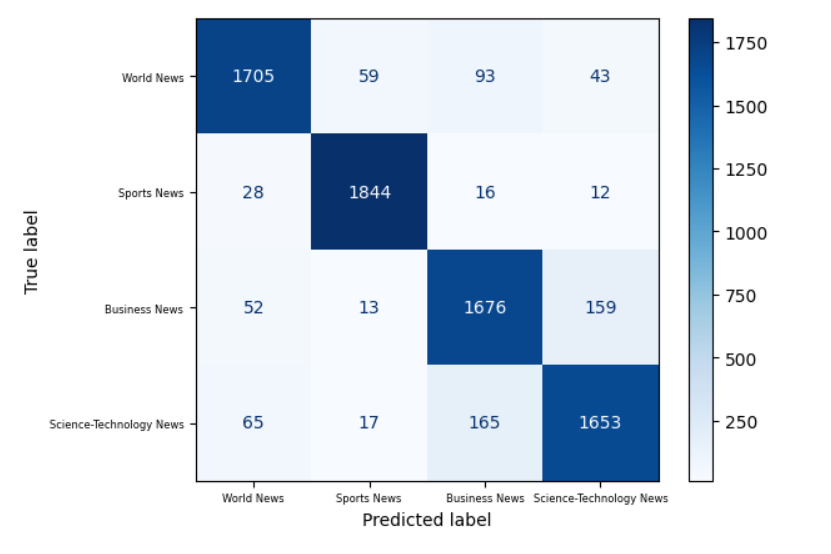 World News 1705 59 93 43
Sports News 28 1844 16 12
Business News 52 13 1676 159
Science-Technology News 65 17 165 1653
World News Sports News Business News Science-Technology News
Predicted label
True label
1750
1500
1250
1000
750
500
250